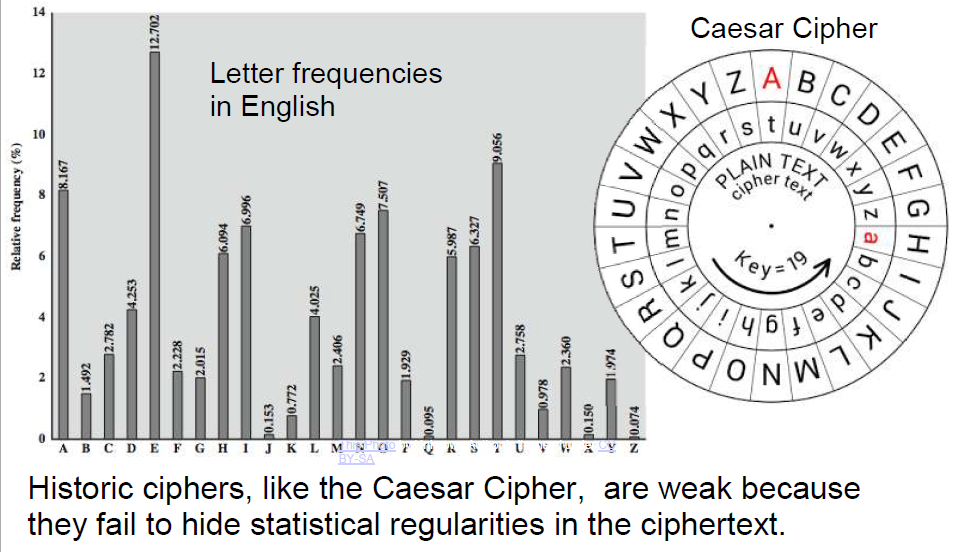 14
12
10
8
6
4
2
0
Relative frequency (%)
Letter frequencies
in English
8.167
1.492
2.782
4.253
12.702
2.228
2.015
6.094
6.996
0.153
0.772
4.025
2.406
6.749
7.507
1.929
0.095
5.987
6.327
9.056
2.758
0.978
2.360
0.150
1.974
0.074
A B C D E F G H I J K L M N O P Q R S T U V W X Y Z
BY-SA
Caesar Cipher
A B C D E F G H I J K L M N O P Q R S T U V W X Y Z
t u v w x y z a b c d e f g h i j k l m n o p q r s
PLAIN TEXT
cipher text
Key = 19
Historic ciphers, like the Caesar Cipher, are weak because
they fail to hide statistical regularities in the ciphertext.